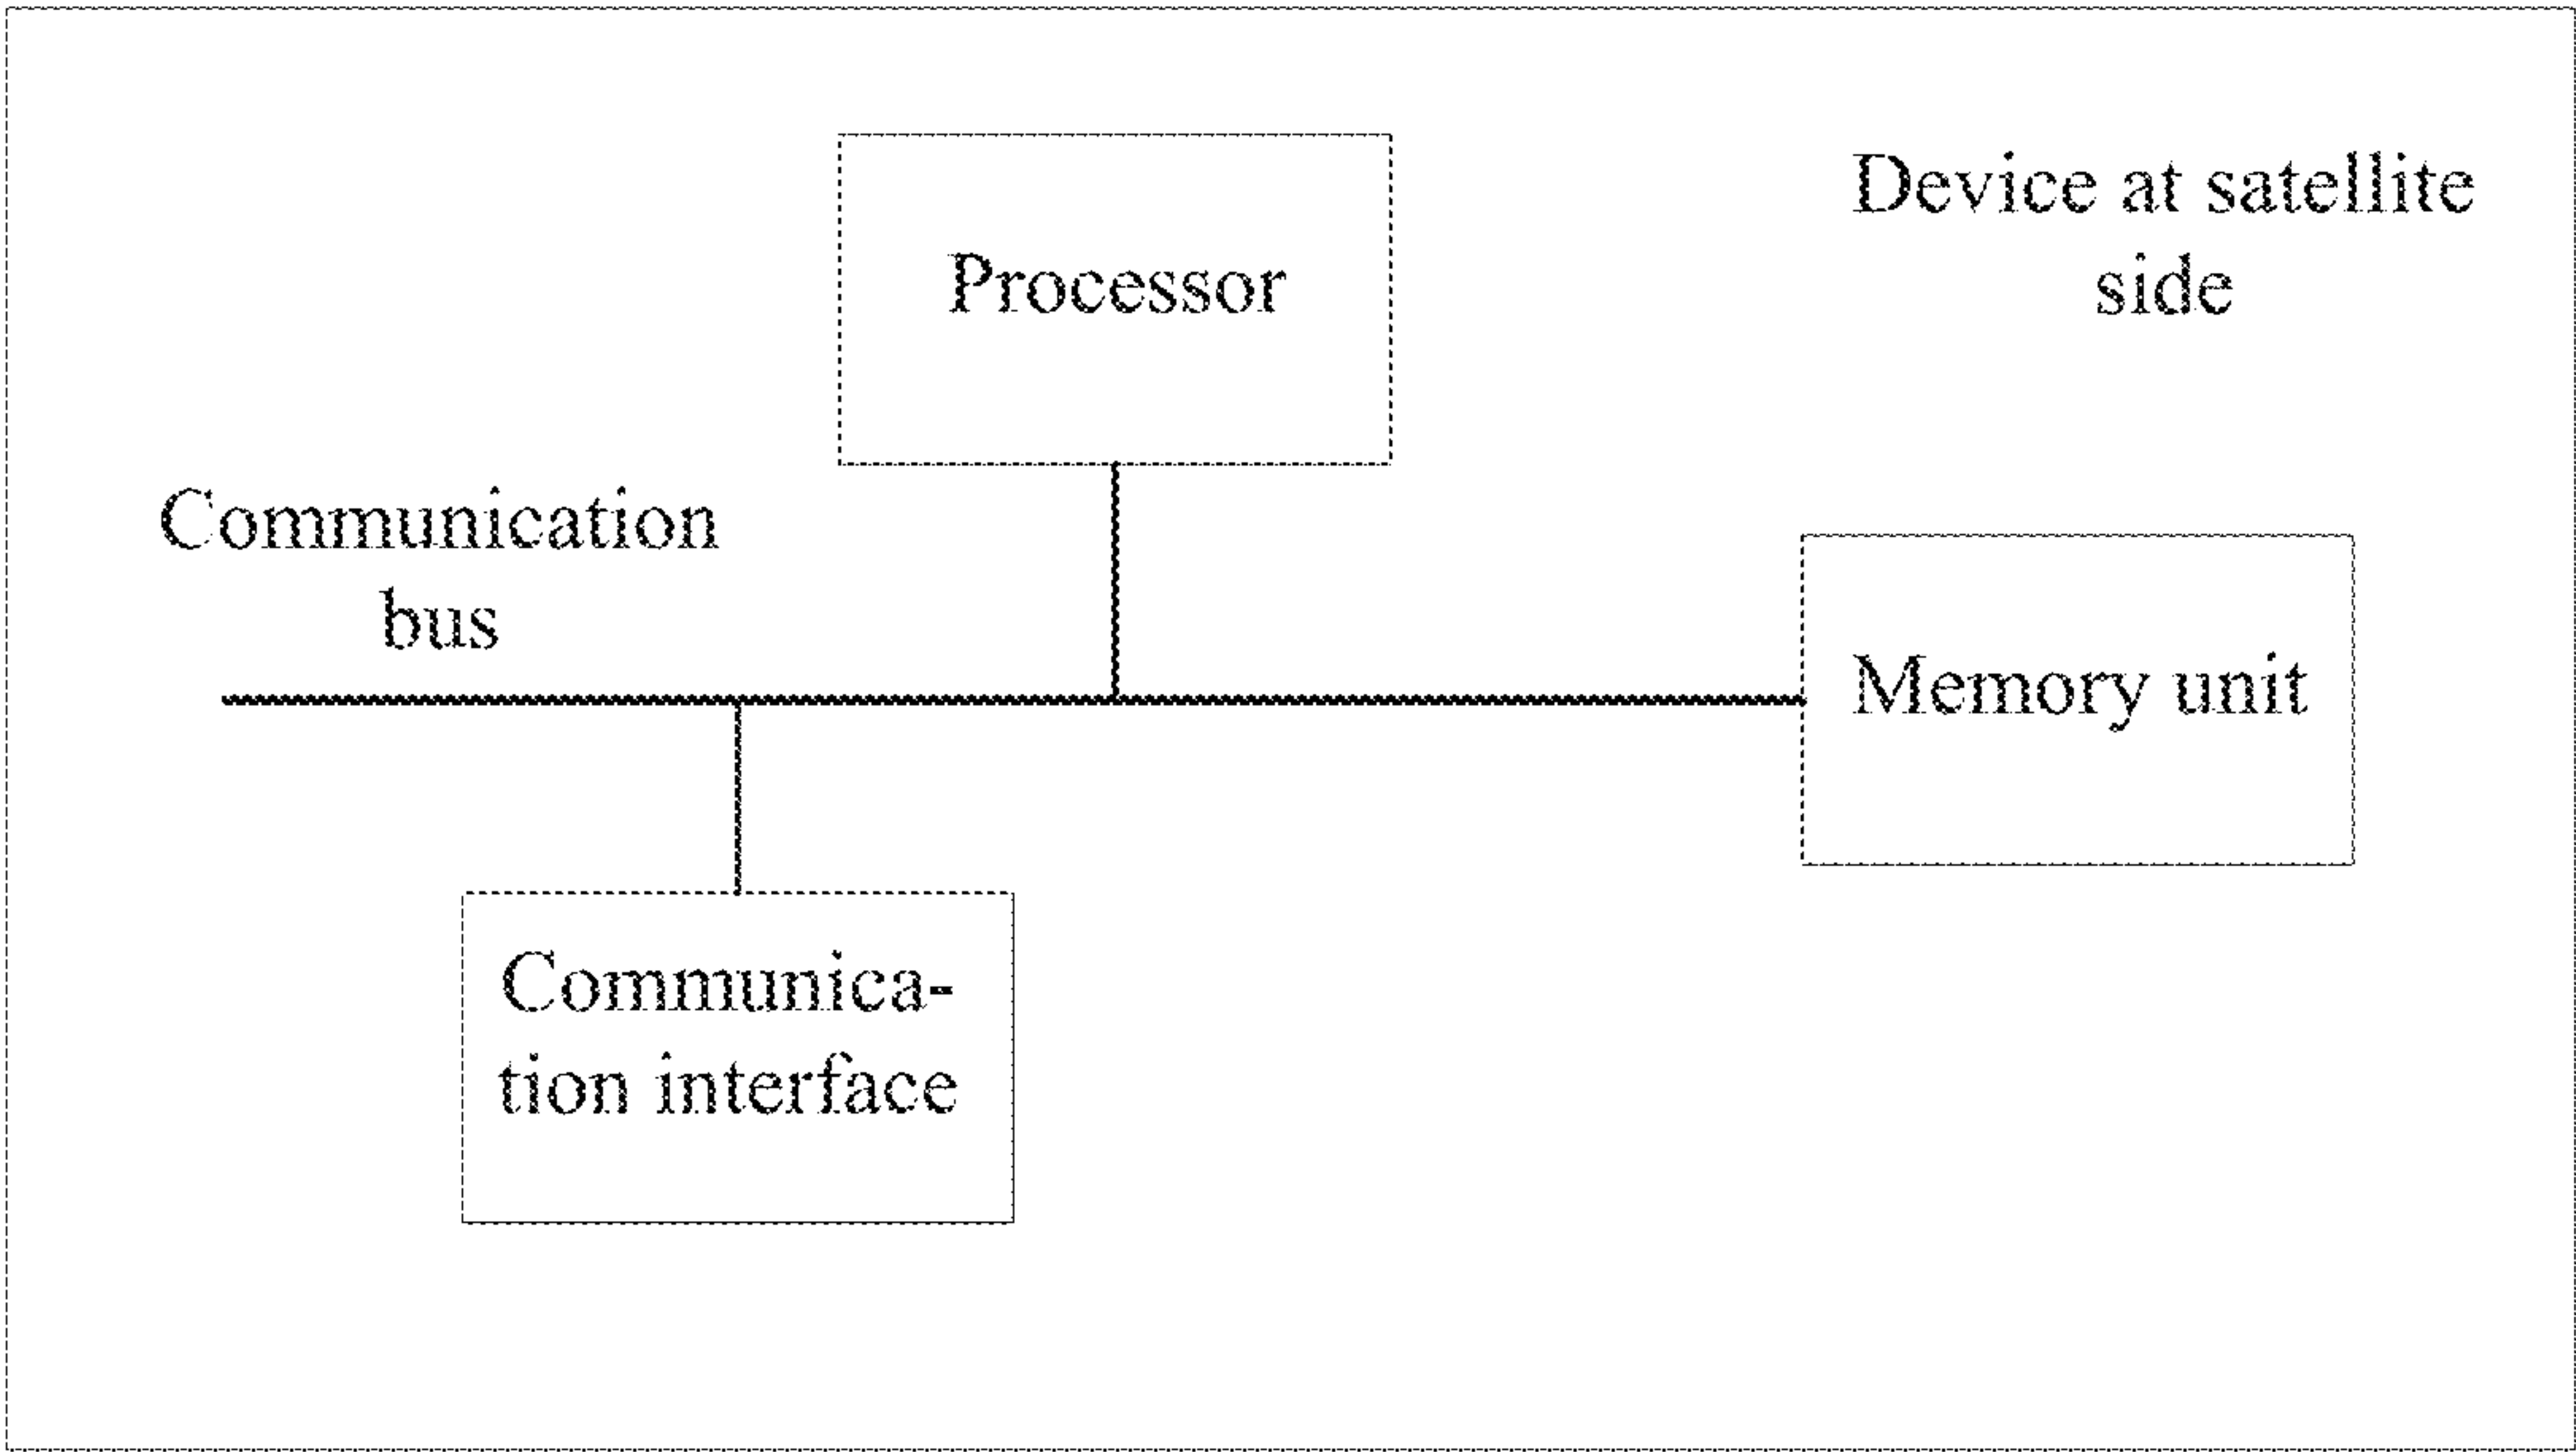 Processor
Device at satellite
side
Communication
bus
Memory unit
Communica-
tion interface